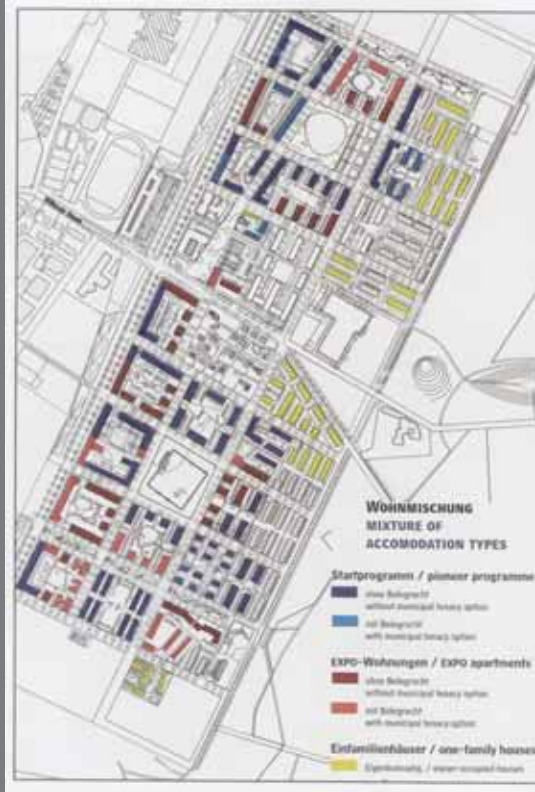 WOHNMISCHUNG
MIXTURE OF
ACCOMODATION TYPES
Startprogramm / pioneer programme
ohne Belegrecht
without municipal tenancy option
mit Belegrecht
with municipal tenancy option
EXPO-Wohnungen / EXPO apartments
ohne Belegrecht
without municipal tenancy option
mit Belegrecht
with municipal tenancy option
Einfamilienhäuser / one-family houses
/ owner-occupied houses